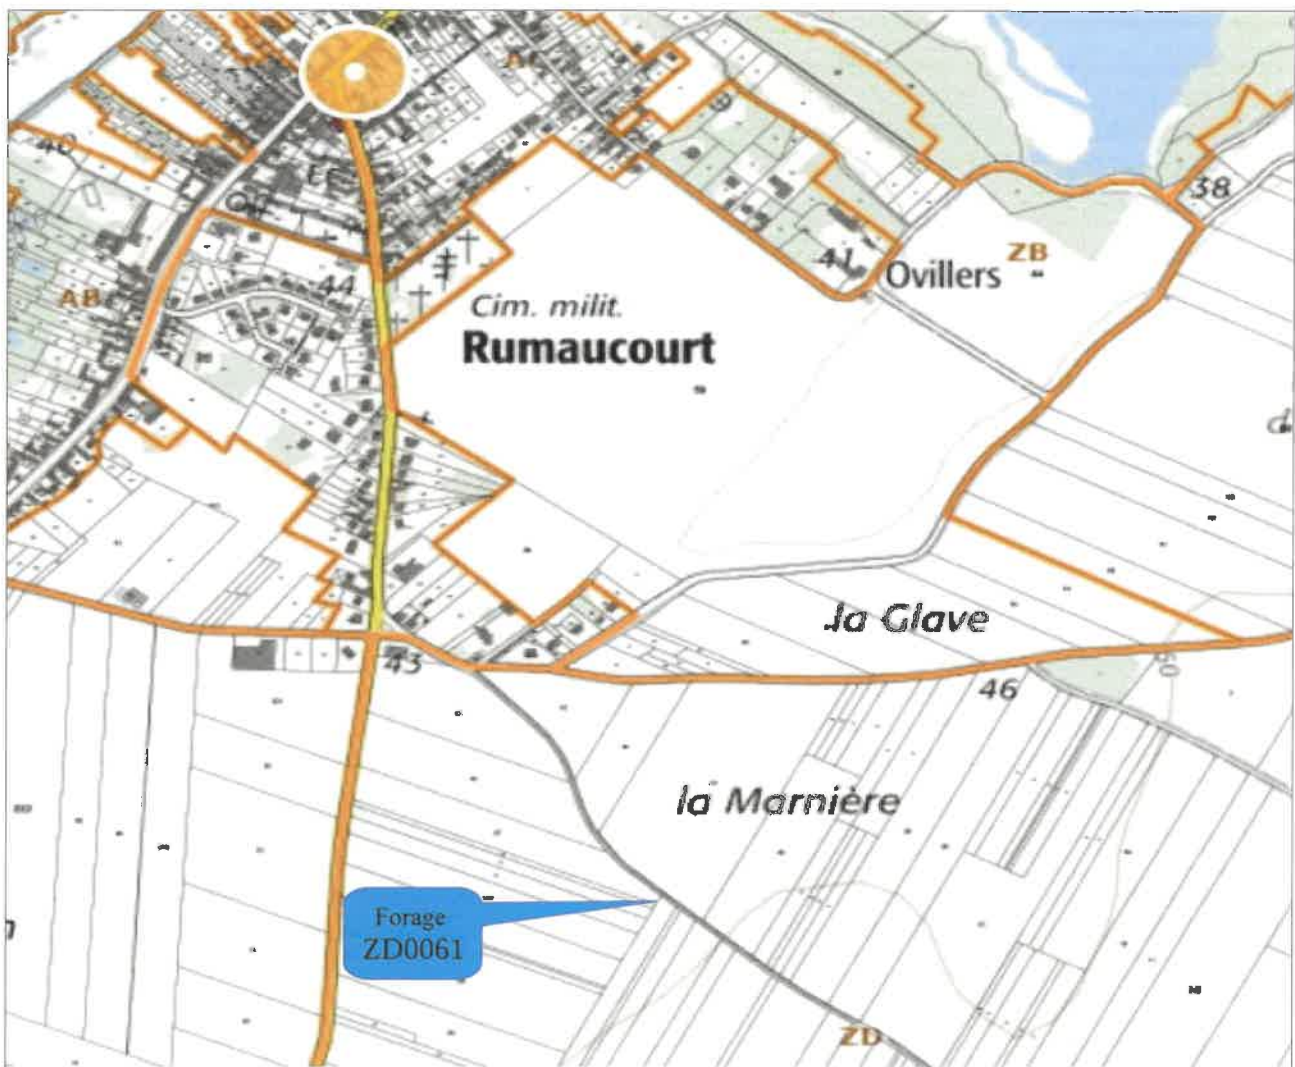 40
38
44
41
Ovillers
ZB
AB
Cim. milit.
Rumaucourt
la Glave
43
46
50
la Marnière
Forage
ZD0061
ZD